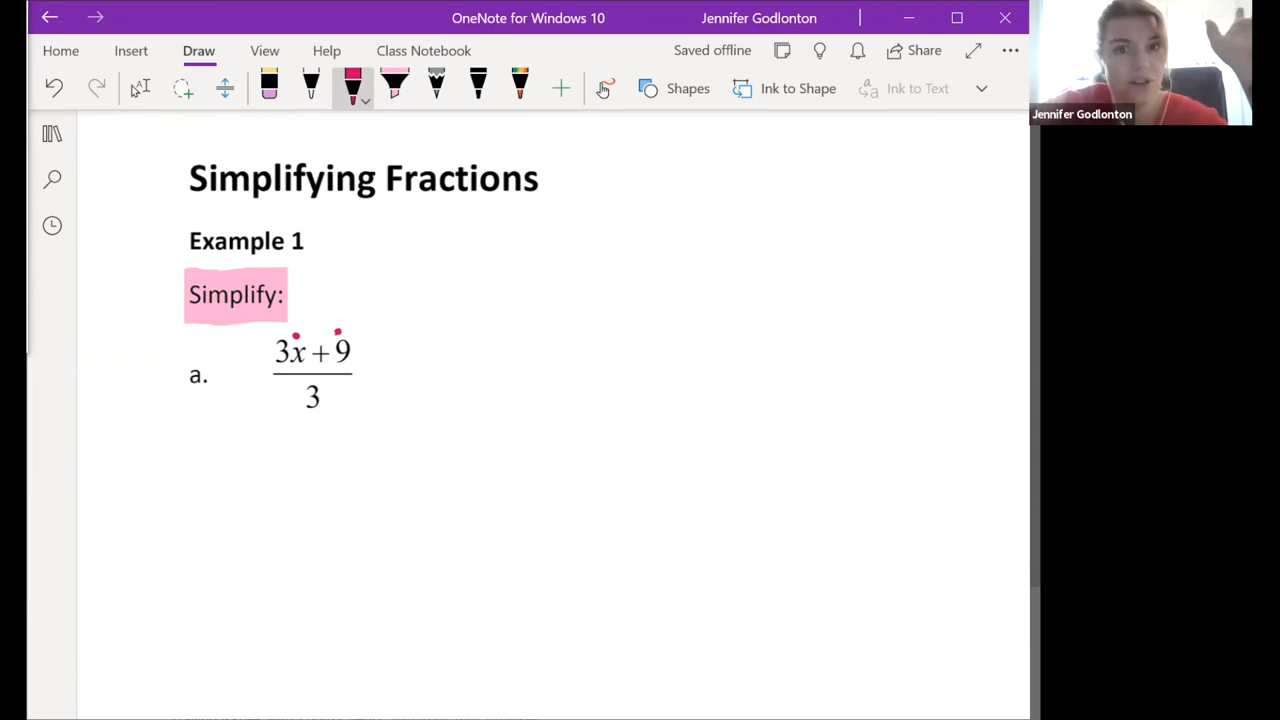 OneNote for Windows 10
Jennifer Godlonton
Home Insert Draw View Help Class Notebook Saved offline Share
Shapes Ink to Shape Ink to Text
Jennifer Godlonton
Simplifying Fractions
Example 1
Simplify:
a. (3x + 9)/3